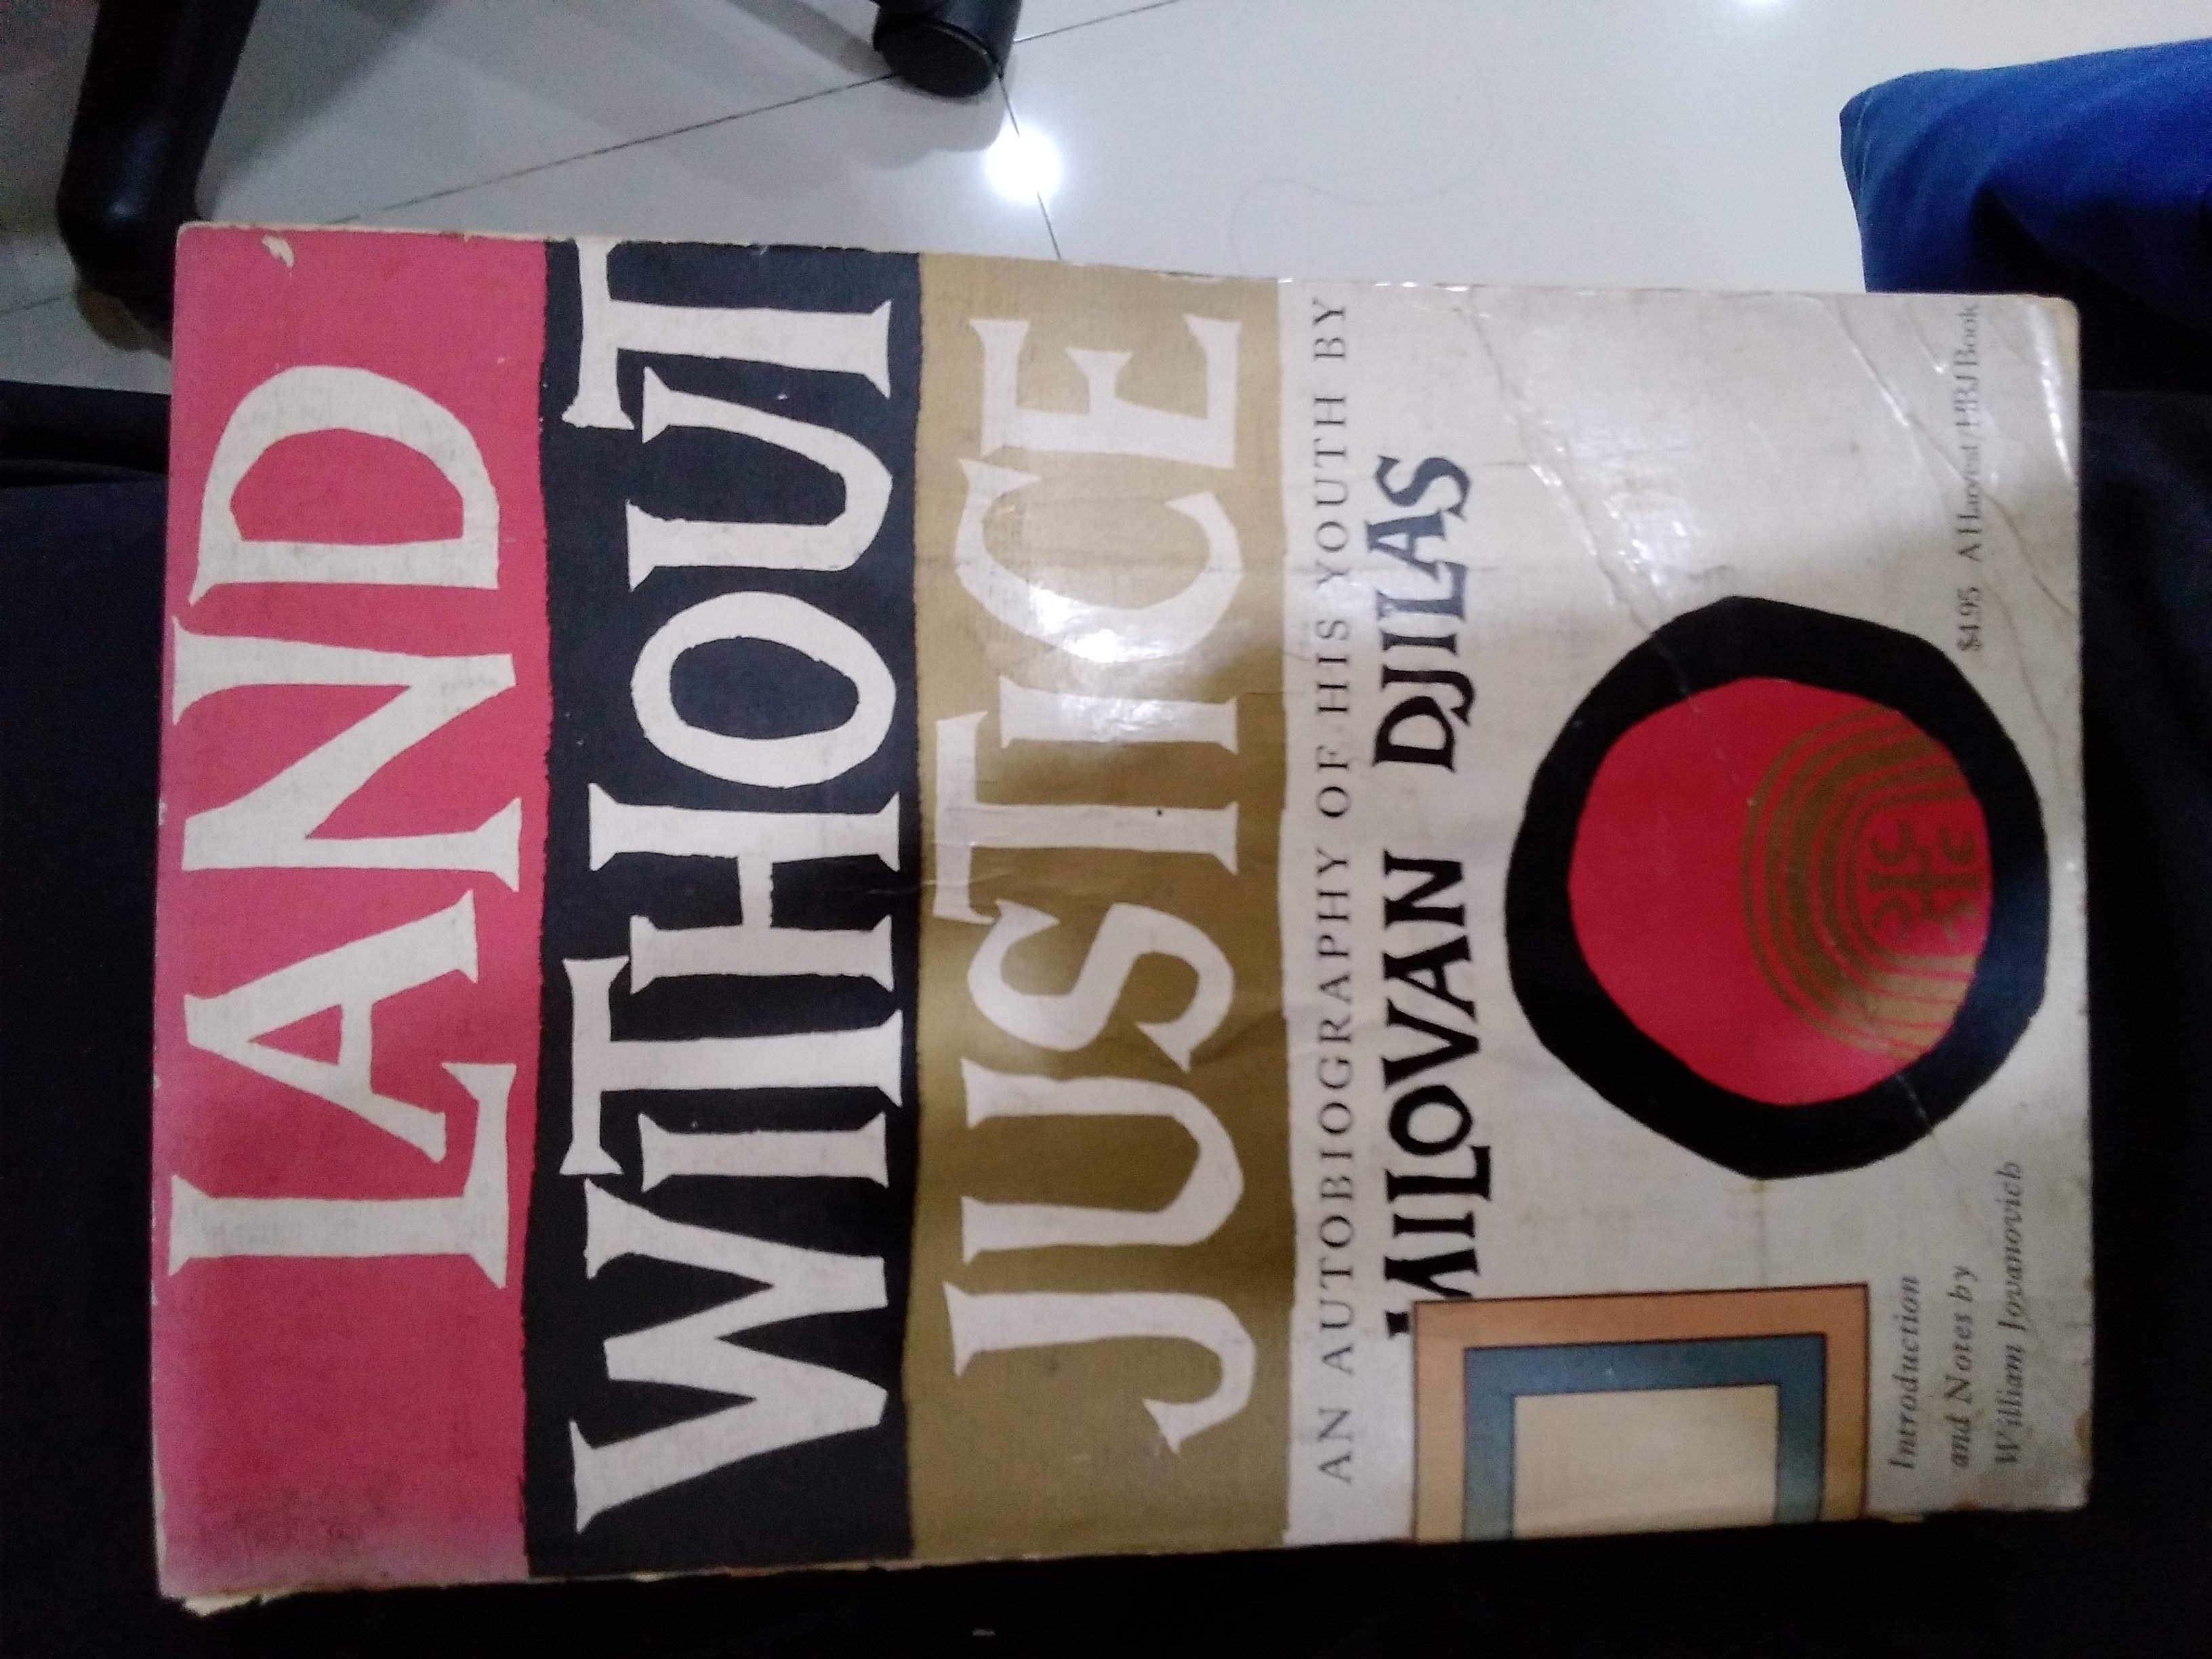 LAND
WITHOUT
JUSTICE
AN AUTOBIOGRAPHY OF HIS YOUTH BY
MILOVAN DJILAS
Introduction
and Notes by
William Jovanovich
$4.95 A Harvest/HBJ Book